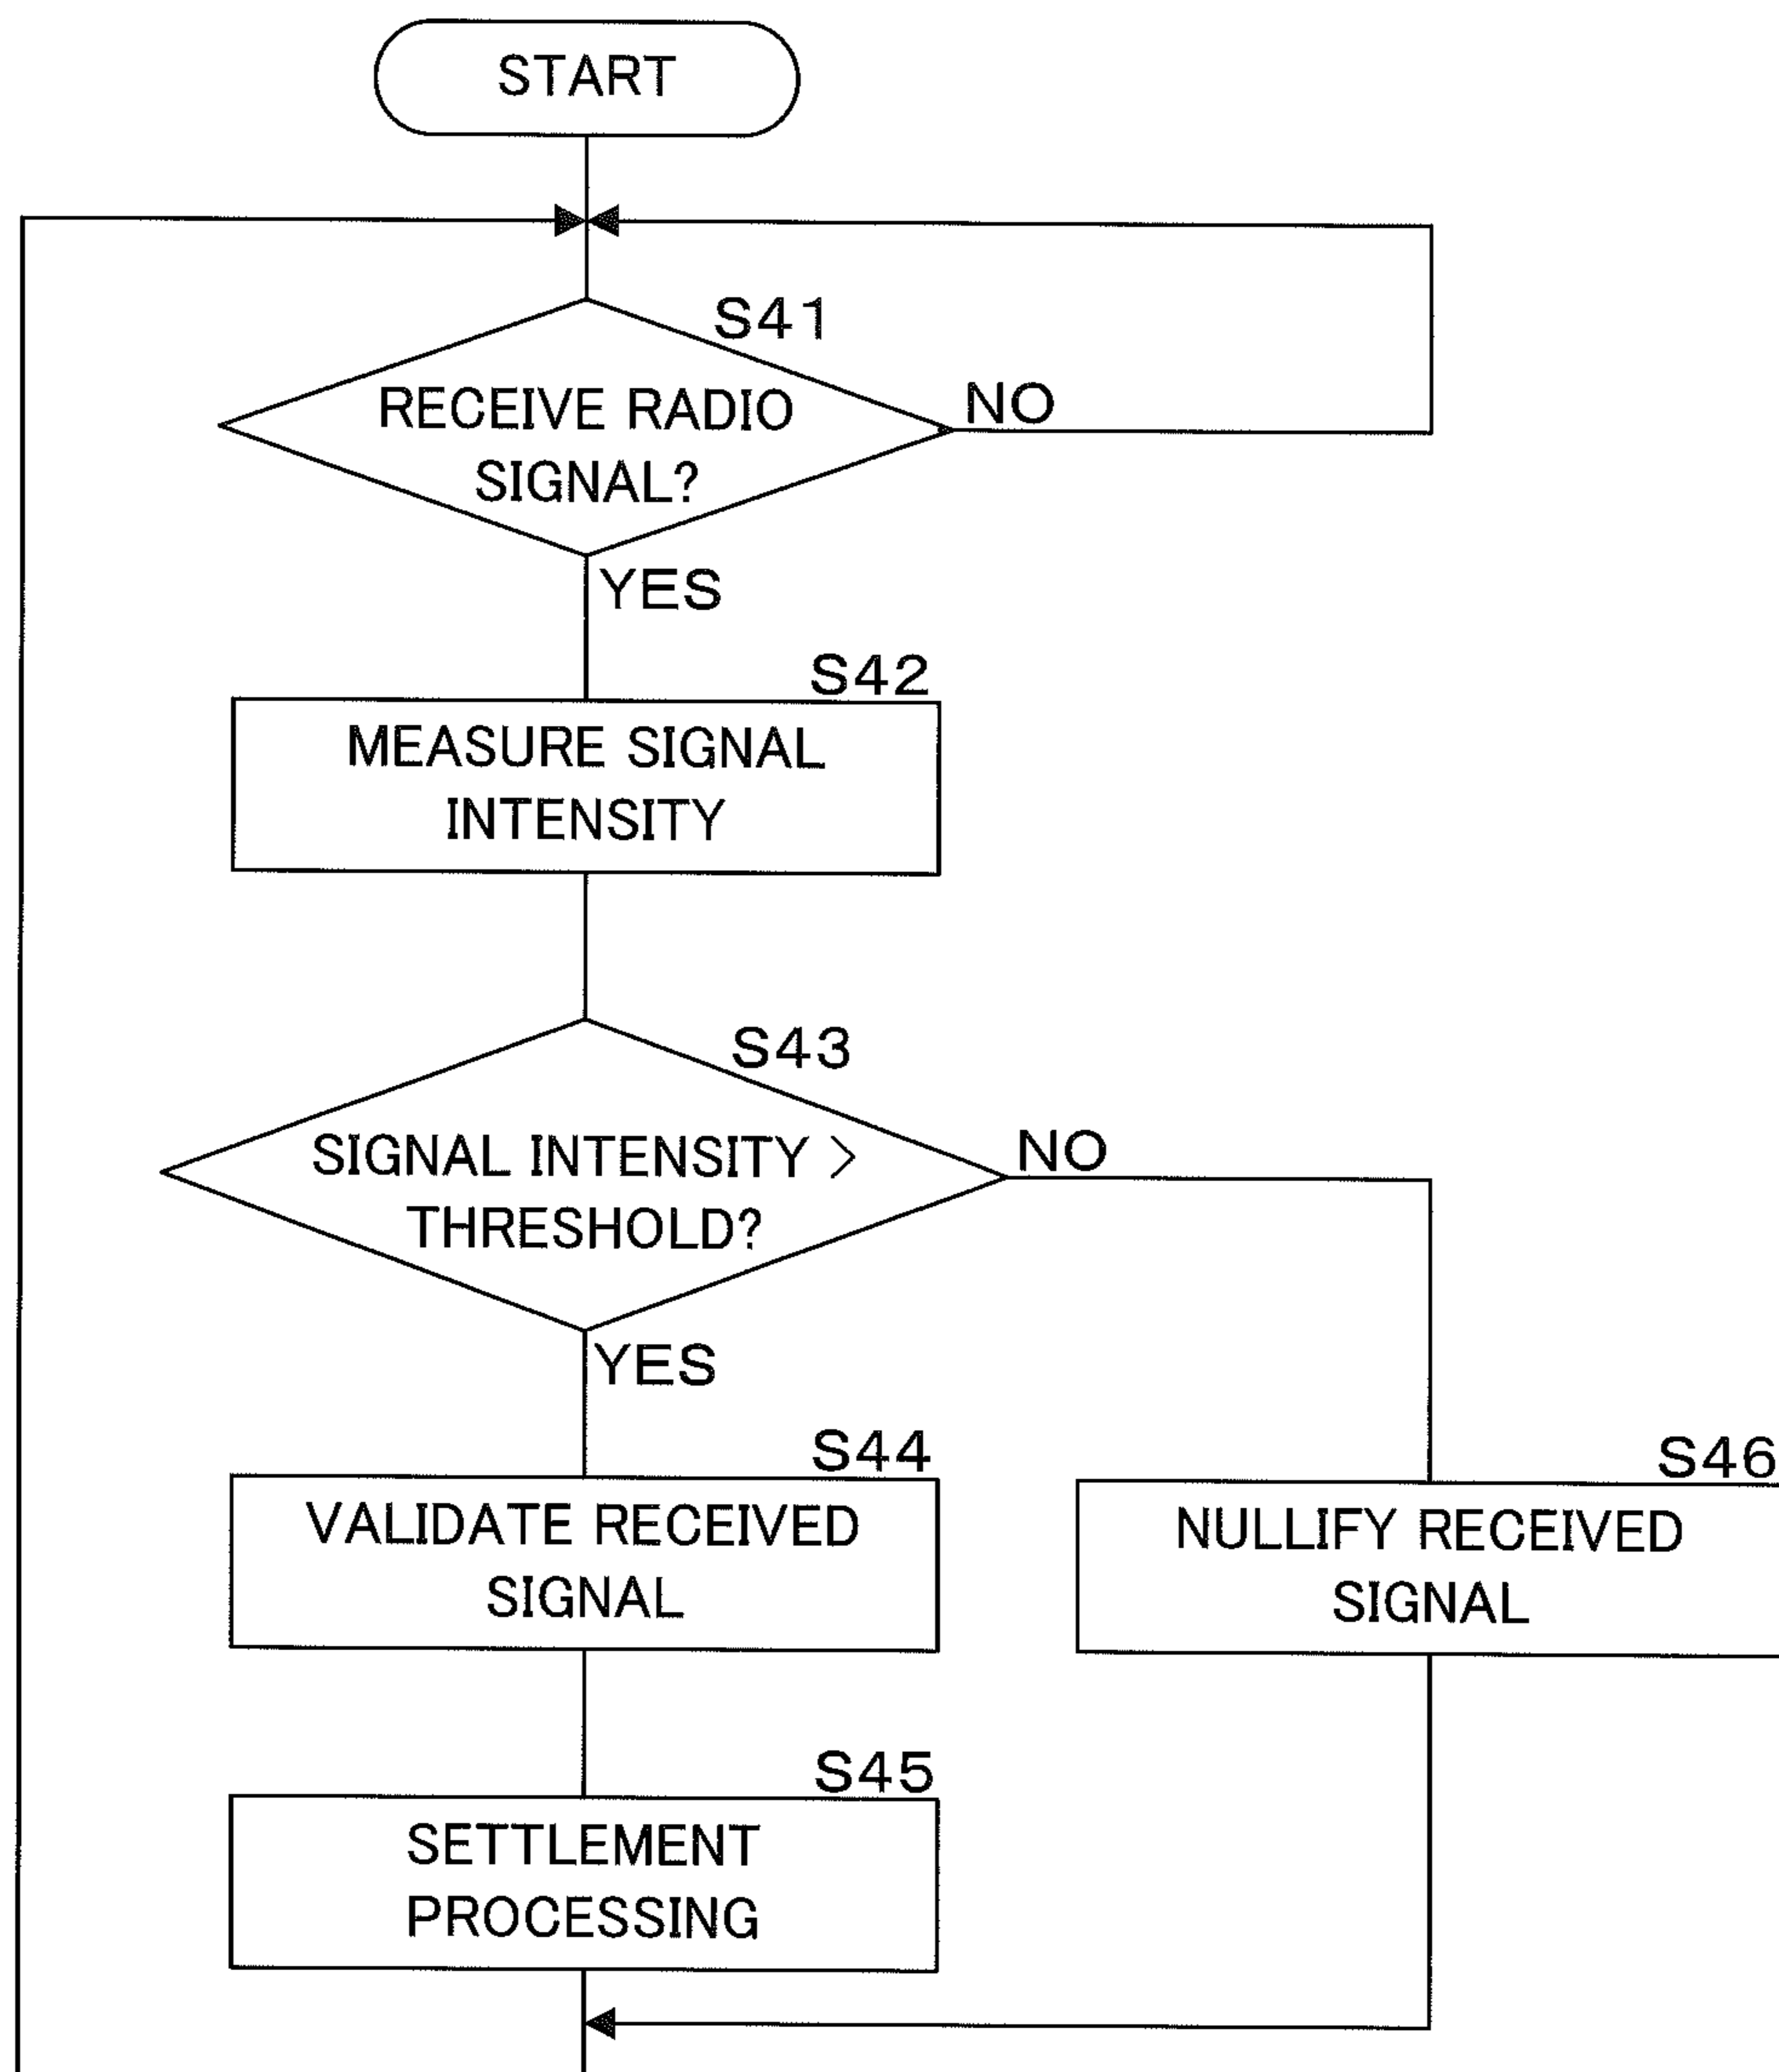 START
S41
RECEIVE RADIO
SIGNAL?
NO
YES
S42
MEASURE SIGNAL
INTENSITY
S43
SIGNAL INTENSITY >
THRESHOLD?
NO
YES
S44
VALIDATE RECEIVED
SIGNAL
S46
NULLIFY RECEIVED
SIGNAL
S45
SETTLEMENT
PROCESSING